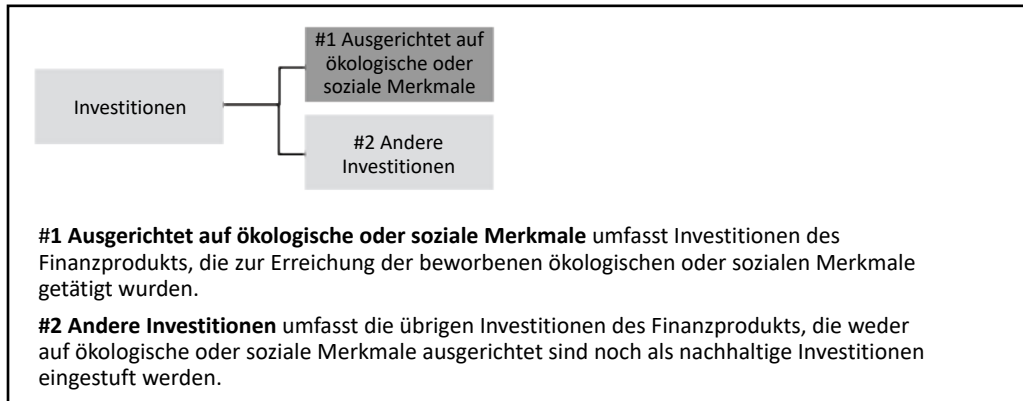 #1 Ausgerichtet auf
ökologische oder
soziale Merkmale
Investitionen
#2 Andere
Investitionen
#1 Ausgerichtet auf ökologische oder soziale Merkmale umfasst Investitionen des
Finanzprodukts, die zur Erreichung der beworbenen ökologischen oder sozialen Merkmale
getätigt wurden.
#2 Andere Investitionen umfasst die übrigen Investitionen des Finanzprodukts, die weder
auf ökologische oder soziale Merkmale ausgerichtet sind noch als nachhaltige Investitionen
eingestuft werden.